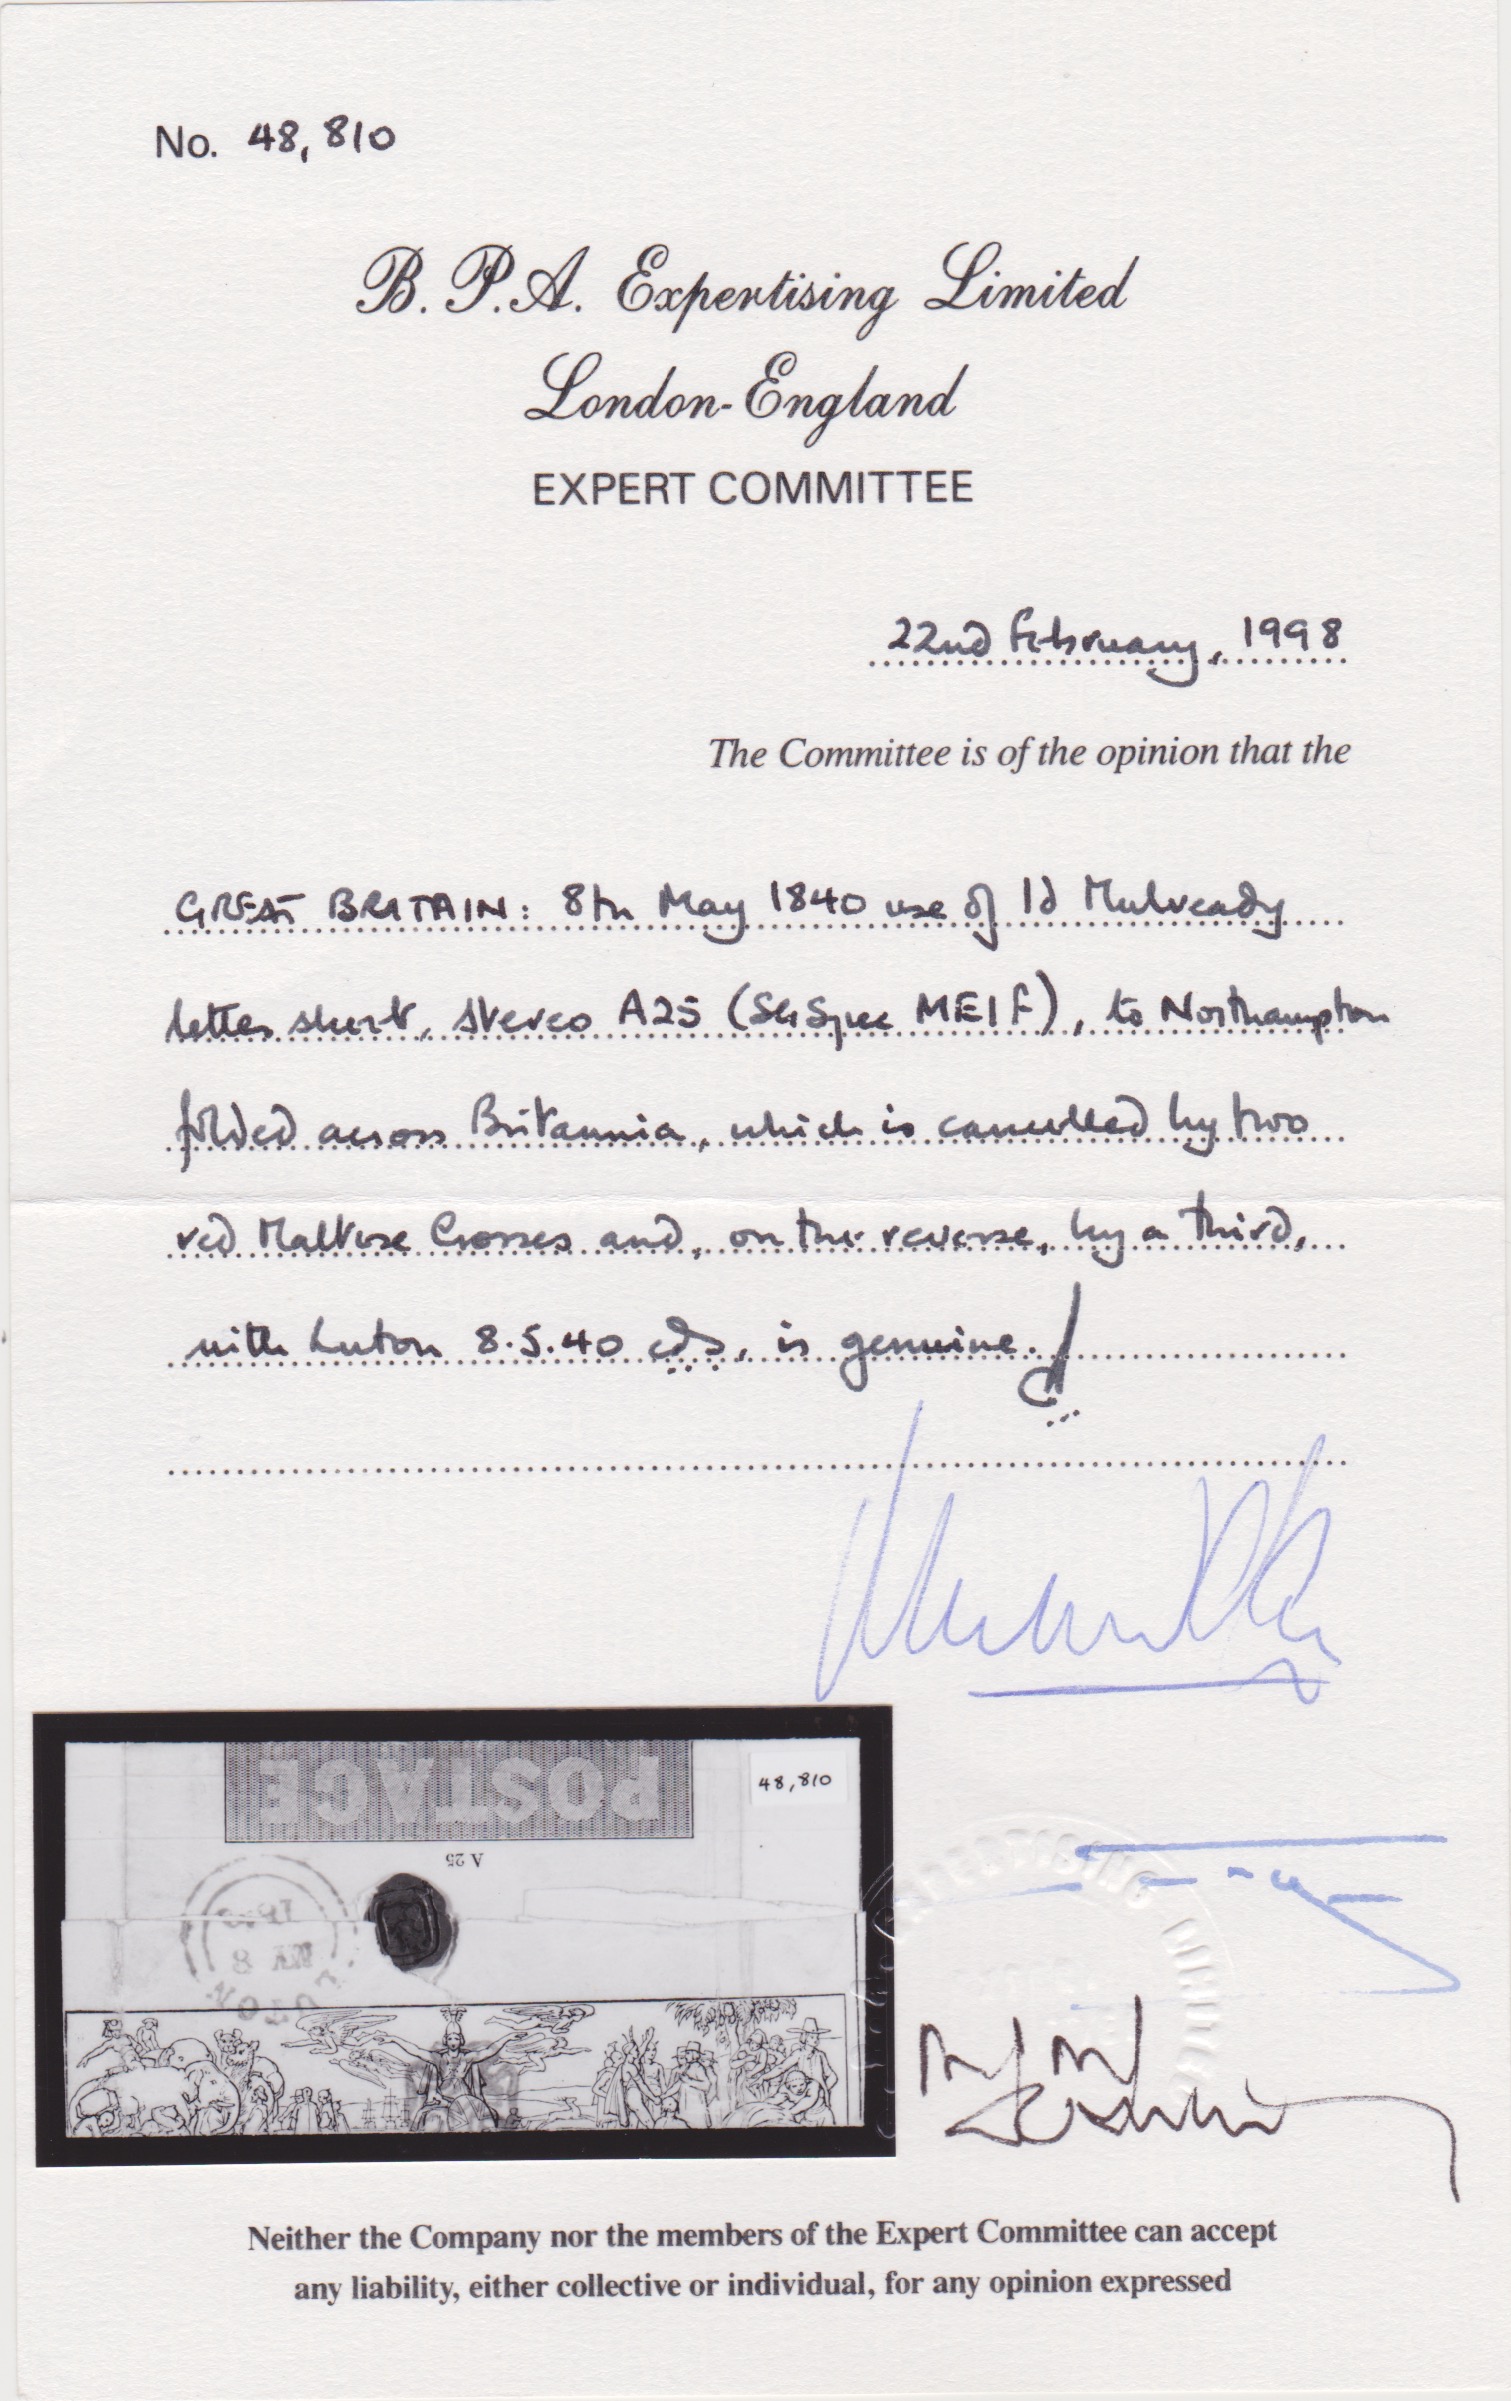 No. 48,810
B. P. A. Expertising Limited
London-England
EXPERT COMMITTEE
22nd February, 1998
The Committee is of the opinion that the
GREAT BRITAIN: 8th May 1840 use of 1d Mulready
letter sheet, stereo A25 (SG Spec ME1f), to Northampton
folded across Britannia, which is cancelled by two
red Maltese Crosses and, on the reverse, by a third,
with Luton 8.5.40 cds, is genuine.
POSTAGE
48,810
A 25
LUTON
MA 8
1840
Neither the Company nor the members of the Expert Committee can accept
any liability, either collective or individual, for any opinion expressed